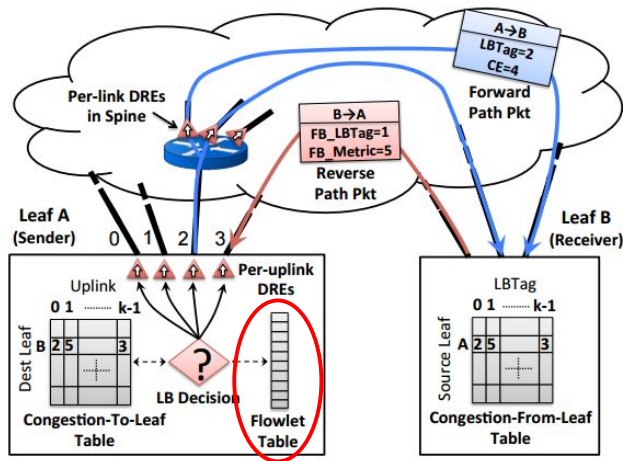 A→B
LBTag=2
CE=4
Forward
Path Pkt
Per-link DREs
in Spine
B→A
FB_LBTag=1
FB_Metric=5
Reverse
Path Pkt
Leaf A
(Sender)
0 1 2 3
Leaf B
(Receiver)
Uplink
0 1 ......... k-1
Per-uplink
DREs
Dest Leaf
B 2 5 3
?
LB Decision
Congestion-To-Leaf
Table
Flowlet
Table
LBTag
0 1 ......... k-1
Source Leaf
A 2 5 3
Congestion-From-Leaf
Table